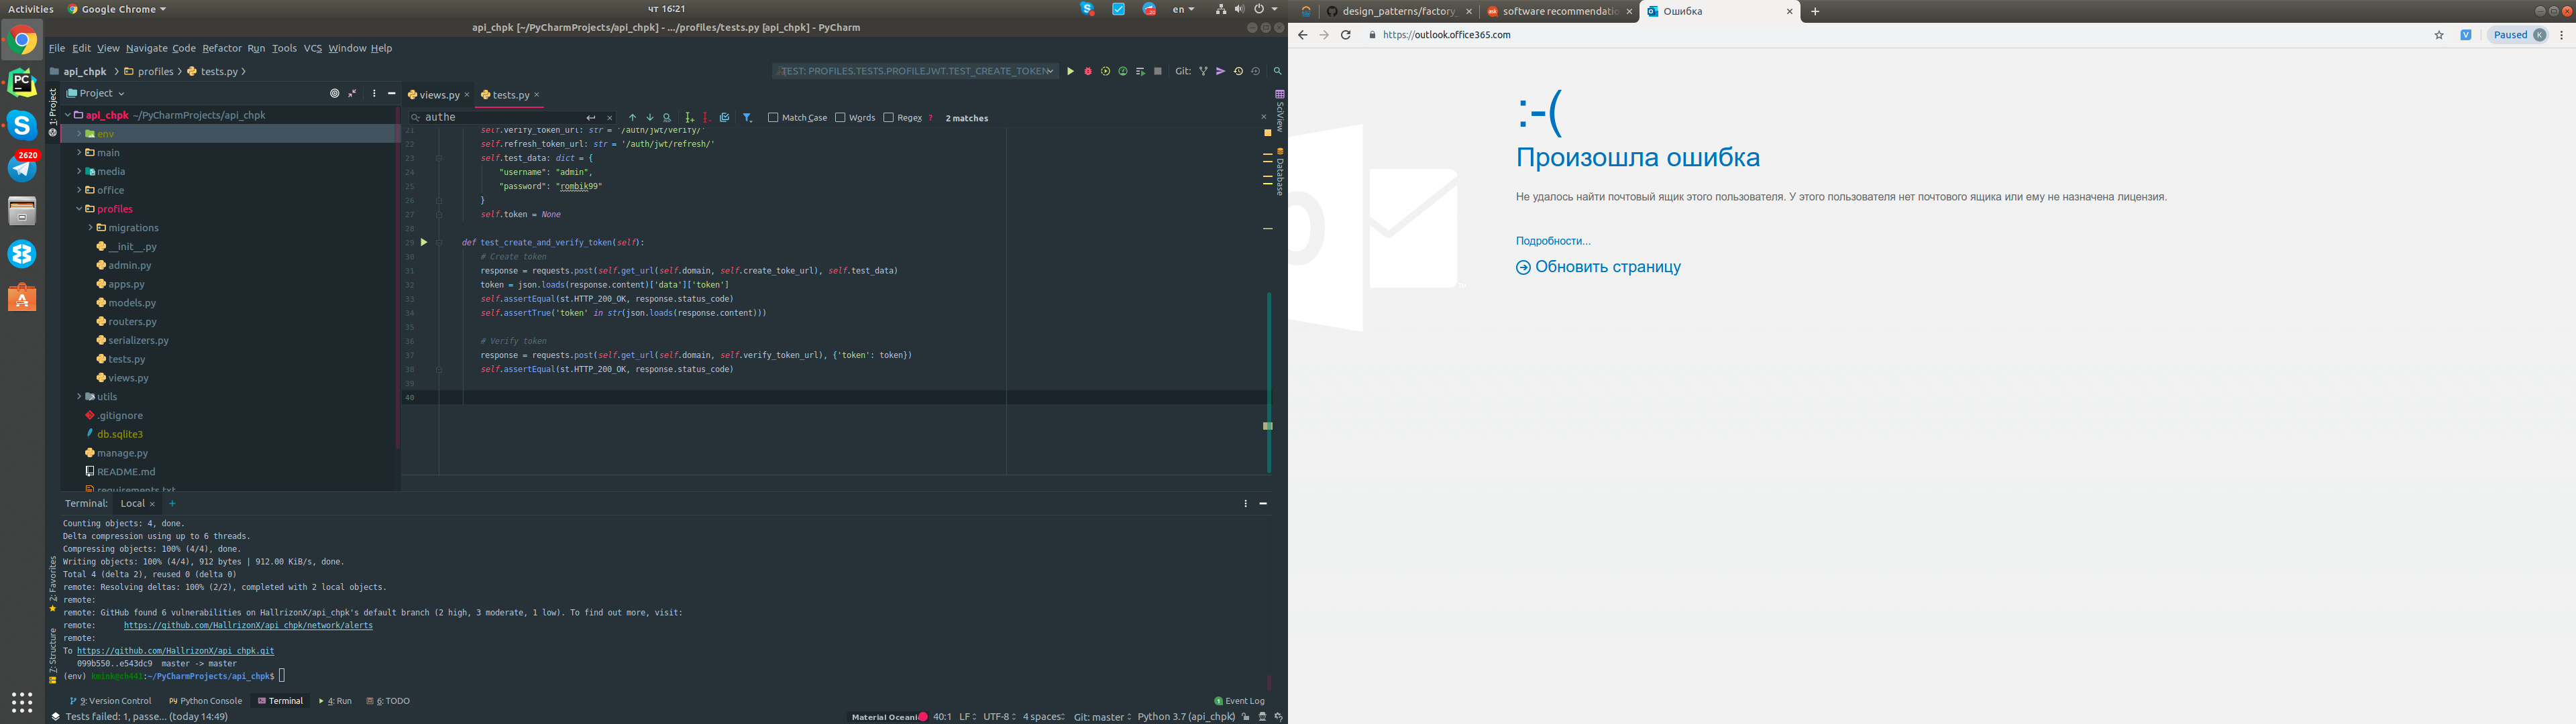 Activities
Google Chrome
чт 16:21
en
api_chpk [~/PyCharmProjects/api_chpk] - .../profiles/tests.py [api_chpk] - PyCharm
File Edit View Navigate Code Refactor Run Tools VCS Window Help
api_chpk profiles tests.py
TEST: PROFILES.TESTS.PROFILEJWT.TEST_CREATE_TOKEN
Git:
1: Project
Project
api_chpk ~/PyCharmProjects/api_chpk
env
main
media
office
profiles
migrations
__init__.py
admin.py
apps.py
models.py
routers.py
serializers.py
tests.py
views.py
utils
.gitignore
db.sqlite3
manage.py
README.md
requirements.txt
2620
PC
views.py
tests.py
authe
Match Case
Words
Regex
?
2 matches
SciView
Database
21 self.verify_token_url: str = '/auth/jwt/verify/'
22 self.refresh_token_url: str = '/auth/jwt/refresh/'
23 self.test_data: dict = {
24 "username": "admin",
25 "password": "rombik99"
26 }
27 self.token = None
28
29 def test_create_and_verify_token(self):
30 # Create token
31 response = requests.post(self.get_url(self.domain, self.create_toke_url), self.test_data)
32 token = json.loads(response.content)['data']['token']
33 self.assertEqual(st.HTTP_200_OK, response.status_code)
34 self.assertTrue('token' in str(json.loads(response.content)))
35
36 # Verify token
37 response = requests.post(self.get_url(self.domain, self.verify_token_url), {'token': token})
38 self.assertEqual(st.HTTP_200_OK, response.status_code)
39
40
Terminal: Local
Counting objects: 4, done.
Delta compression using up to 6 threads.
Compressing objects: 100% (4/4), done.
Writing objects: 100% (4/4), 912 bytes | 912.00 KiB/s, done.
Total 4 (delta 2), reused 0 (delta 0)
remote: Resolving deltas: 100% (2/2), completed with 2 local objects.
remote:
remote: GitHub found 6 vulnerabilities on HallrizonX/api_chpk's default branch (2 high, 3 moderate, 1 low). To find out more, visit:
remote: https://github.com/HallrizonX/api_chpk/network/alerts
remote:
To https://github.com/HallrizonX/api_chpk.git
099b550..e543dc9 master -> master
(env) kmink@ch441:~/PyCharmProjects/api_chpk$
2: Favorites
7: Structure
9: Version Control
Python Console
Terminal
4: Run
6: TODO
Event Log
Tests failed: 1, passe... (today 14:49)
Material Oceanic
40:1
LF
UTF-8
4 spaces
Git: master
Python 3.7 (api_chpk)
design_patterns/factory_
software recommendatio
Ошибка
https://outlook.office365.com
Paused
K
:-(
Произошла ошибка
Не удалось найти почтовый ящик этого пользователя. У этого пользователя нет почтового ящика или ему не назначена лицензия.
Подробности...
Обновить страницу